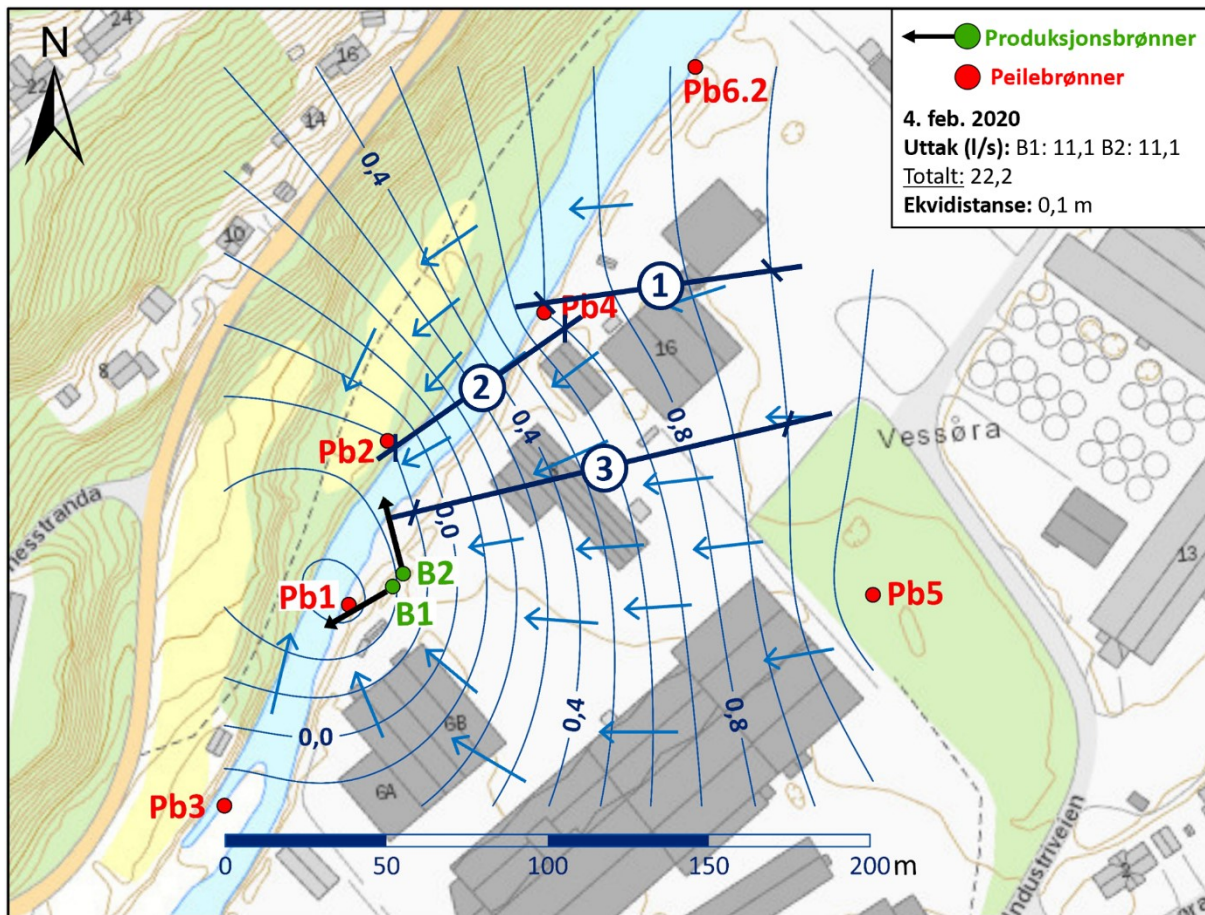 N
24
22
16
14
10
8
Produksjonsbrønner
Peilebrønner
4. feb. 2020
Uttak (l/s): B1: 11,1 B2: 11,1
Totalt: 22,2
Ekvidistanse: 0,1 m
Pb6.2
0,4
1
Pb4
16
2
0,4
0,8
Vessøra
Pb2
3
0,0
nesstranda
13
B2
Pb1
B1
Pb5
6B
0,4
0,8
0,0
6A
Pb3
0
50
100
150
200 m
2
Industriveien